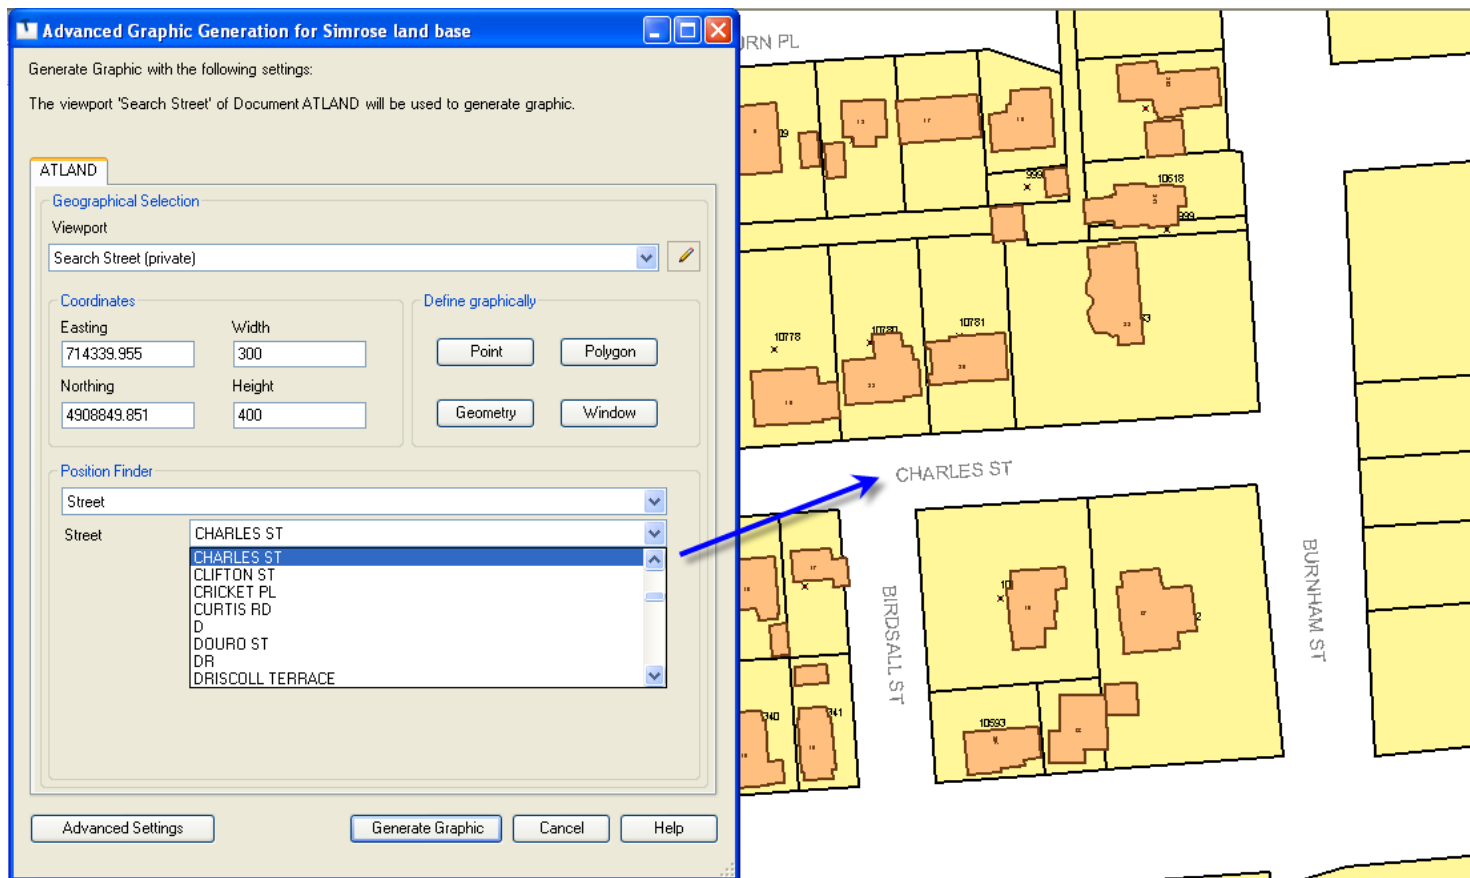 Advanced Graphic Generation for Simrose land base
Generate Graphic with the following settings:
The viewport 'Search Street' of Document ATLAND will be used to generate graphic.
ATLAND
Geographical Selection
Viewport
Search Street (private)
Coordinates
Easting
Width
714339.955
300
Northing
Height
4908849.851
400
Define graphically
Point
Polygon
Geometry
Window
Position Finder
Street
Street
CHARLES ST
CHARLES ST
CLIFTON ST
CRICKET PL
CURTIS RD
D
DOURO ST
DR
DRISCOLL TERRACE
Advanced Settings
Generate Graphic
Cancel
Help
PL
10618
999
999
10778
10780
10781
CHARLES ST
BIRDSALL ST
BURNHAM ST
10593
340
341